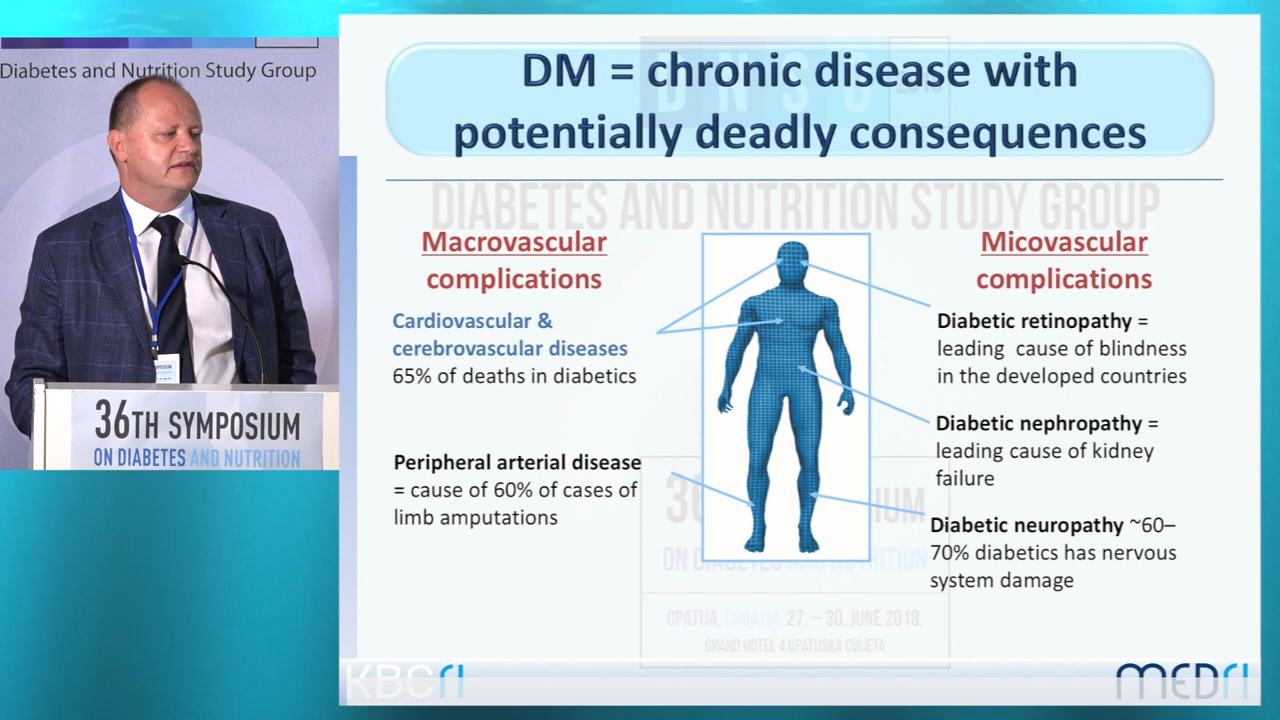 Diabetes and Nutrition Study Group
36TH SYMPOSIUM
ON DIABETES AND NUTRITION
DM = chronic disease with
potentially deadly consequences
DIABETES AND NUTRITION STUDY GROUP
Macrovascular
complications
Cardiovascular &
cerebrovascular diseases
65% of deaths in diabetics
Peripheral arterial disease
= cause of 60% of cases of
limb amputations
Micovascular
complications
Diabetic retinopathy =
leading cause of blindness
in the developed countries
Diabetic nephropathy =
leading cause of kidney
failure
Diabetic neuropathy ~60–
70% diabetics has nervous
system damage
OPATIJA, CROATIA, 27. – 30. JUNE 2018.
GRAND HOTEL 4 OPATIJSKA CVIJETA
KBCRI
MEDRI